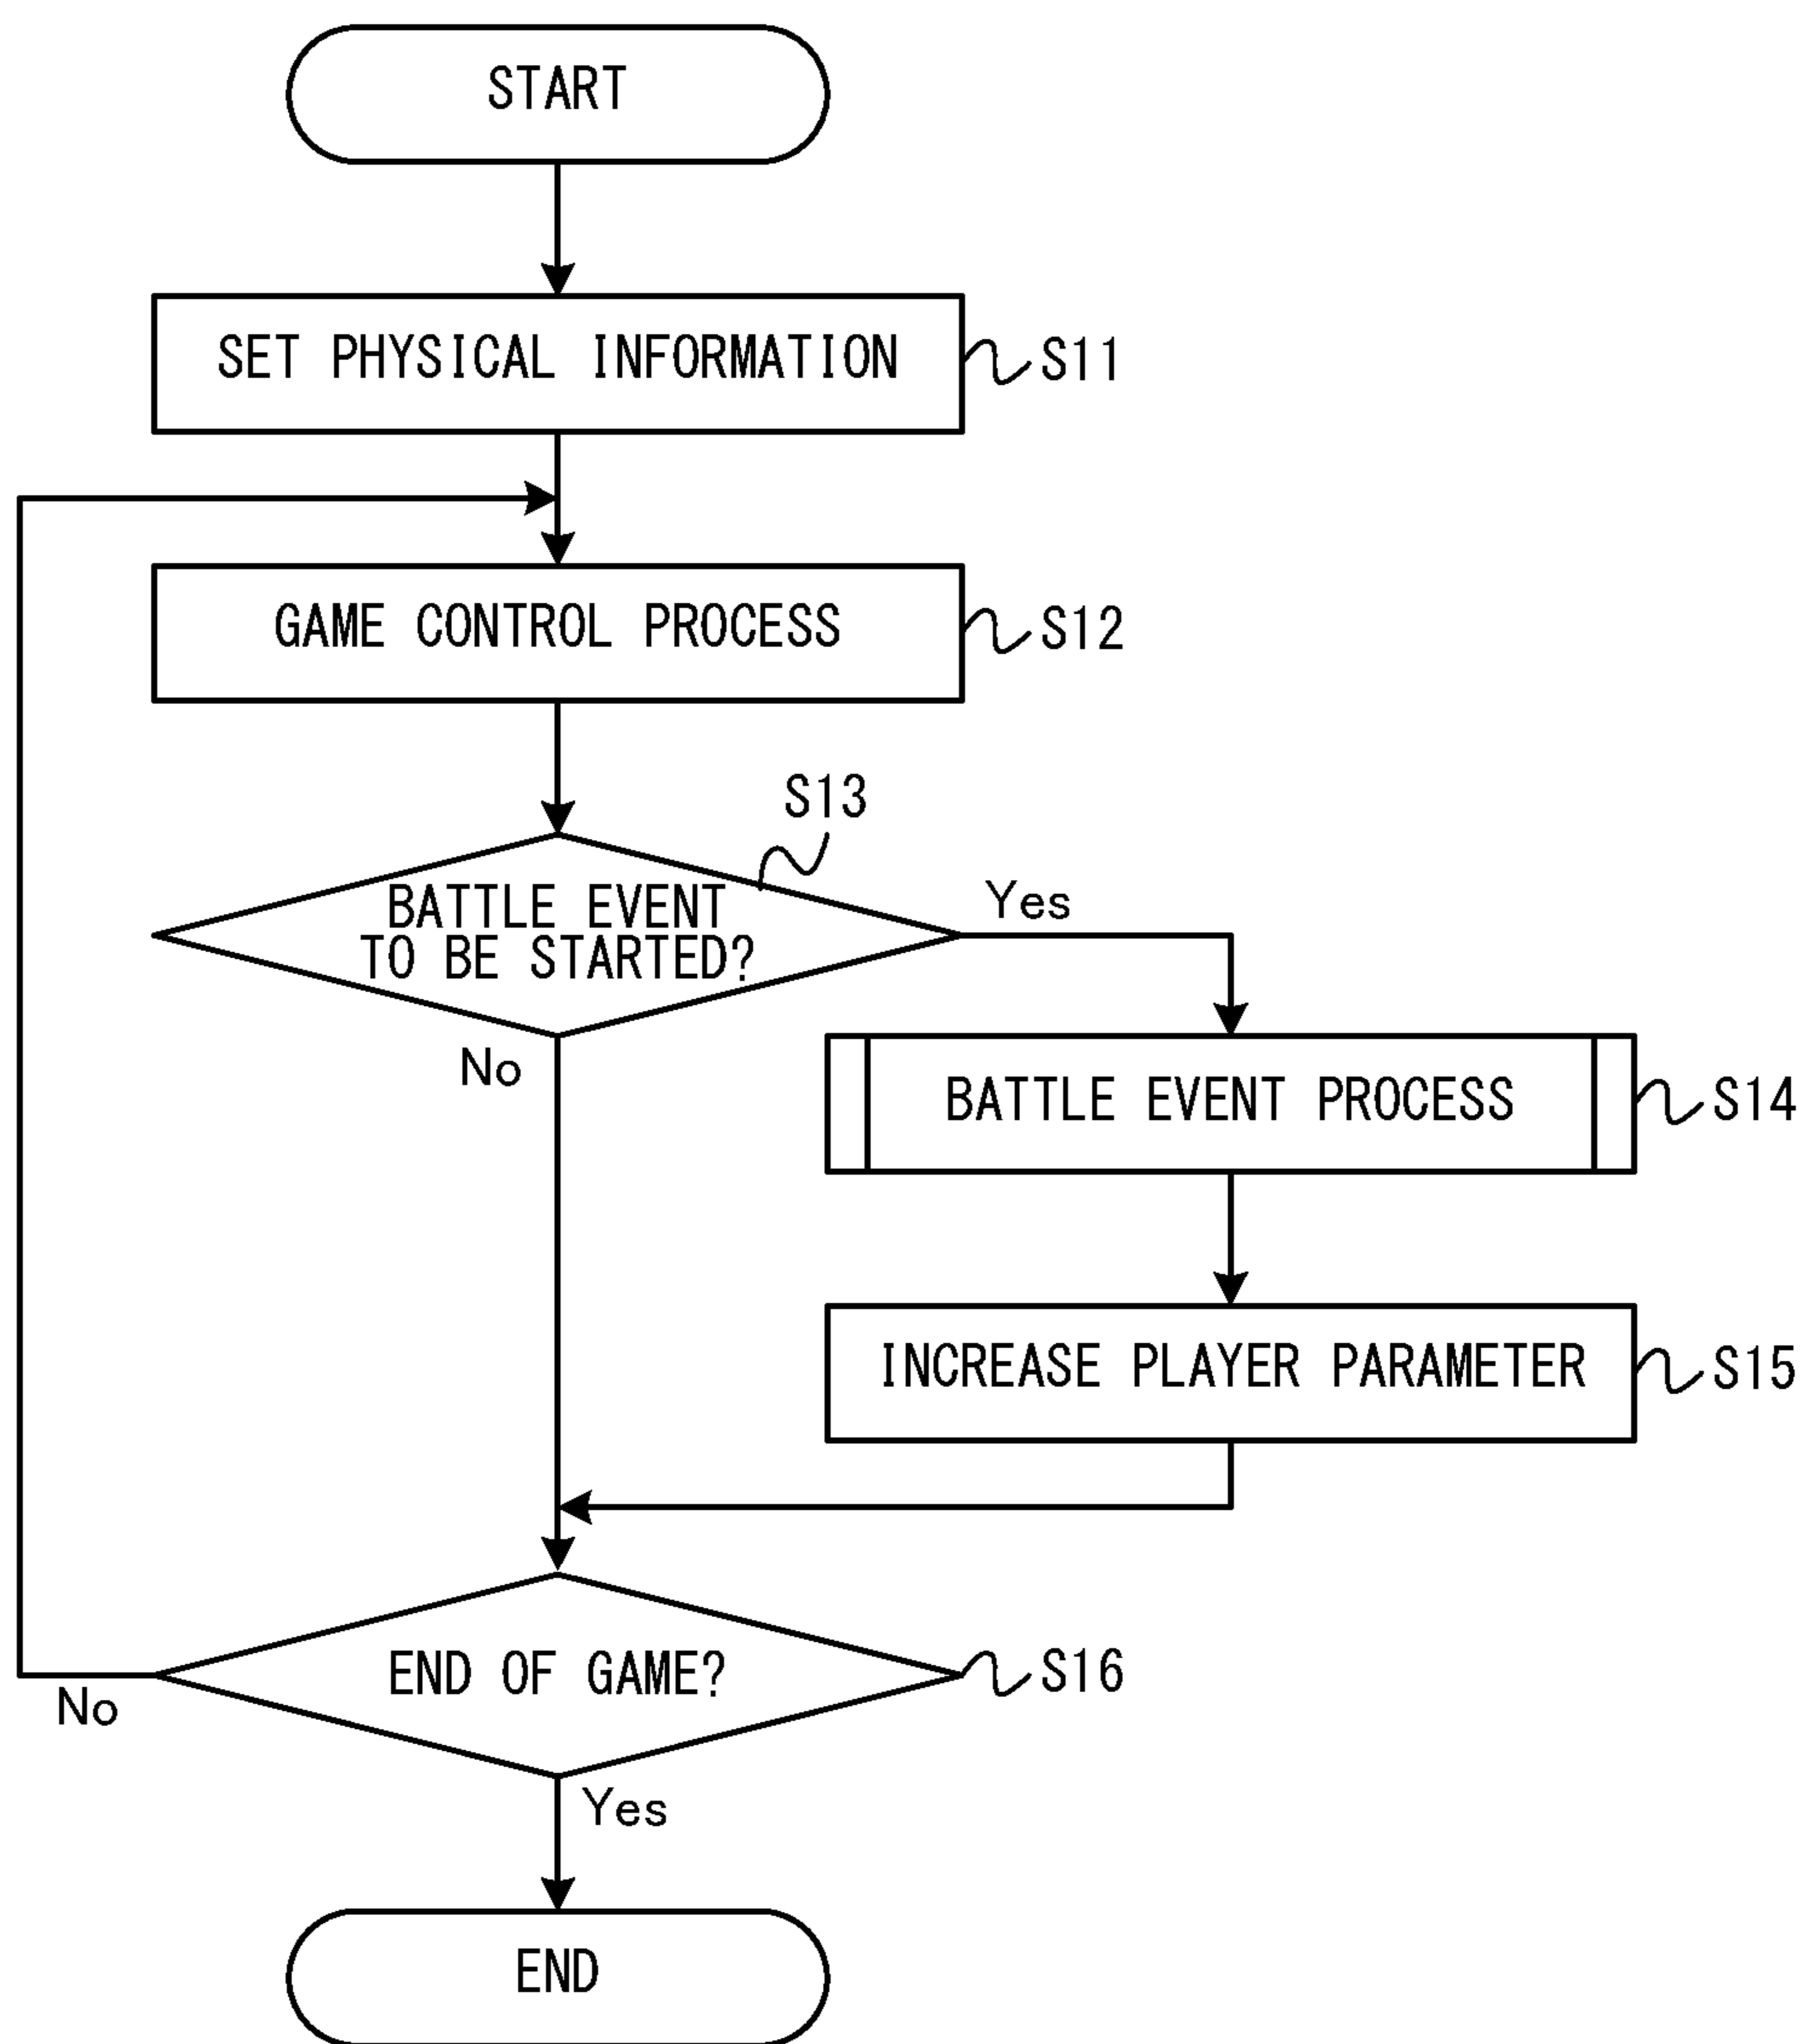 START
SET PHYSICAL INFORMATION
S11
GAME CONTROL PROCESS
S12
S13
BATTLE EVENT
TO BE STARTED?
Yes
No
BATTLE EVENT PROCESS
S14
INCREASE PLAYER PARAMETER
S15
END OF GAME?
S16
No
Yes
END